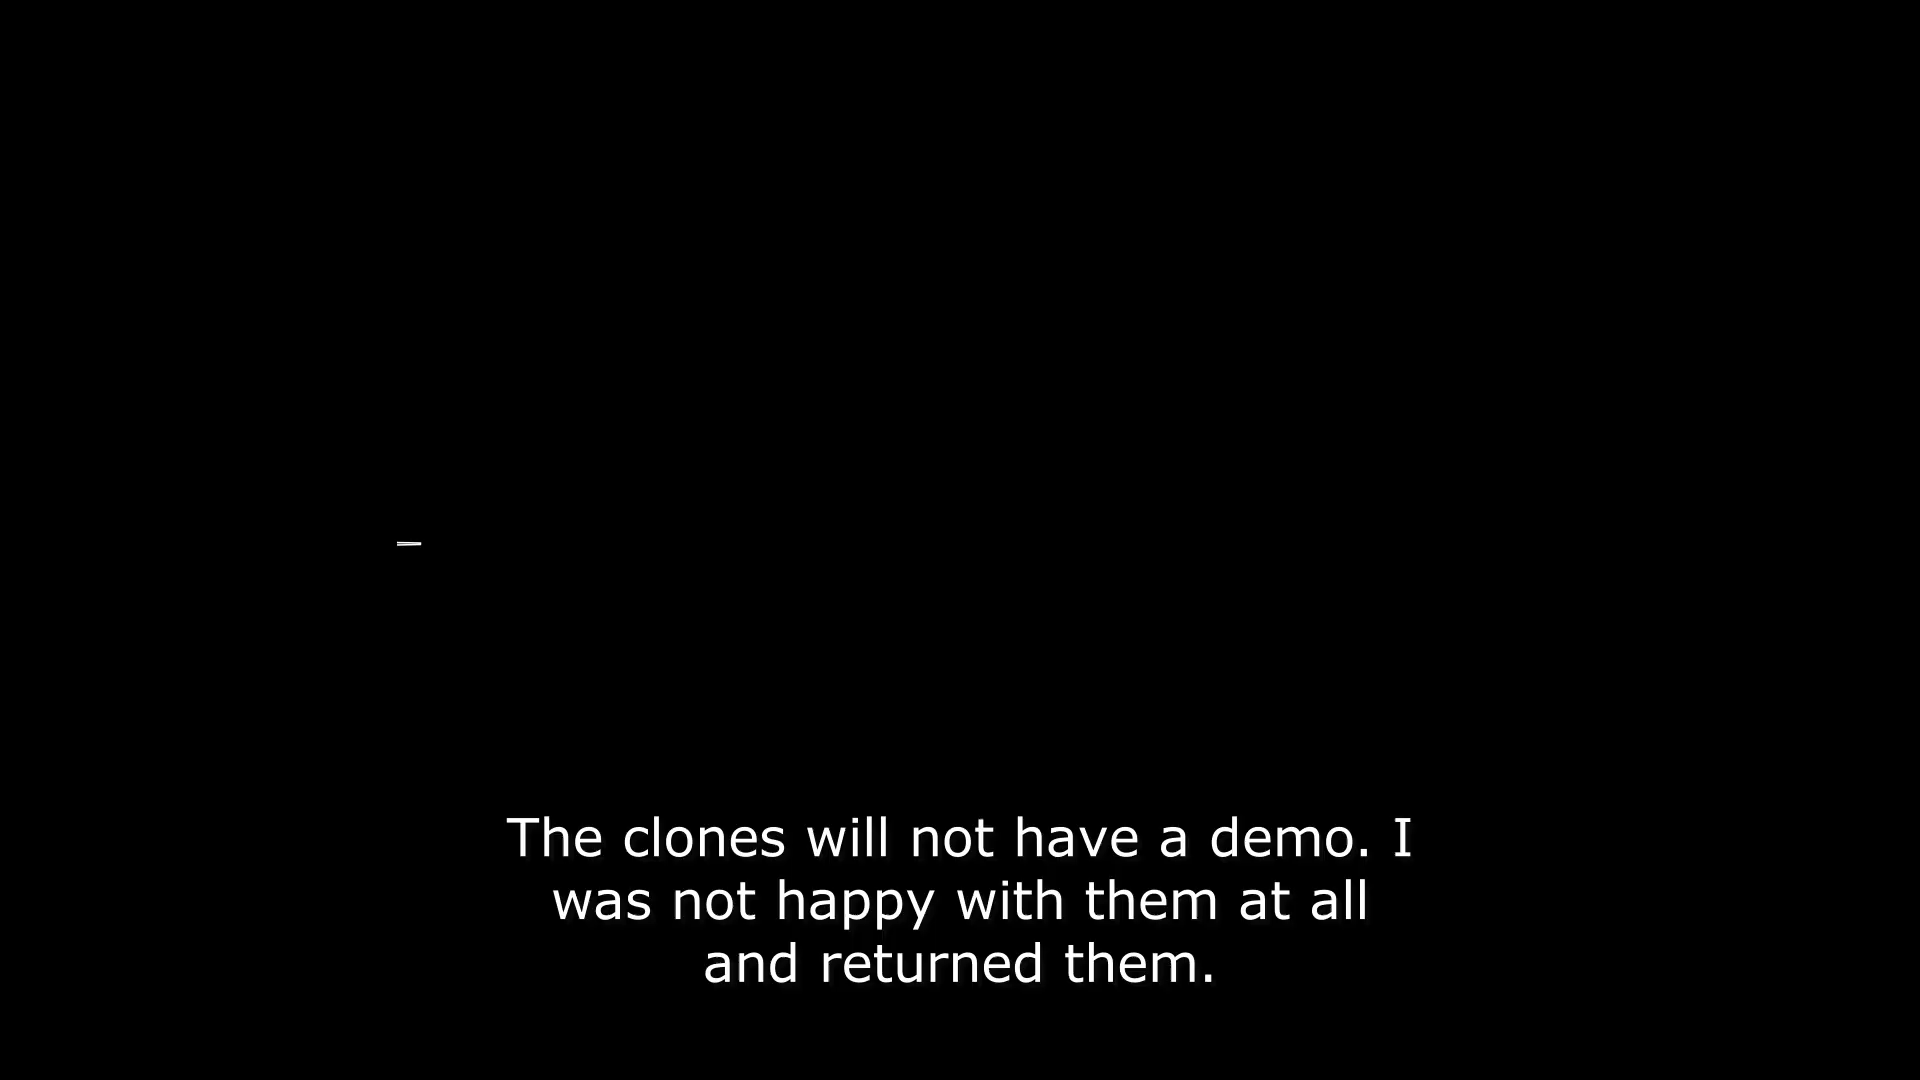 The clones will not have a demo. I
was not happy with them at all
and returned them.